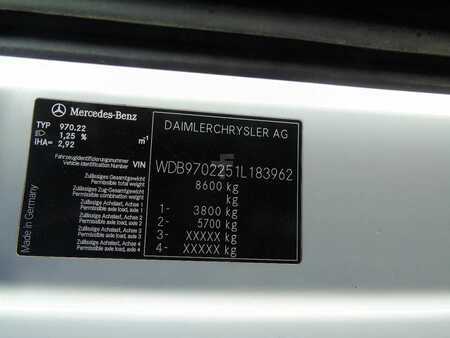 Mercedes-Benz
DAIMLERCHRYSLER AG
TYP 970.22
1,25 % m-1
IHA= 2,92
Fahrzeugidentifizierungsnummer
Vehicle Identification Number VIN WDB9702251L183962
Zulässiges Gesamtgewicht
Permissible total weight 8600 kg
Zulässiges Zug-Gesamtgewicht
Permissible combination weight kg
Zulässige Achslast, Achse 1
Permissible axle load, axle 1 1- 3800 kg
Zulässige Achslast, Achse 2
Permissible axle load, axle 2 2- 5700 kg
Zulässige Achslast, Achse 3
Permissible axle load, axle 3 3- XXXXX kg
Zulässige Achslast, Achse 4
Permissible axle load, axle 4 4- XXXXX kg
Made in Germany